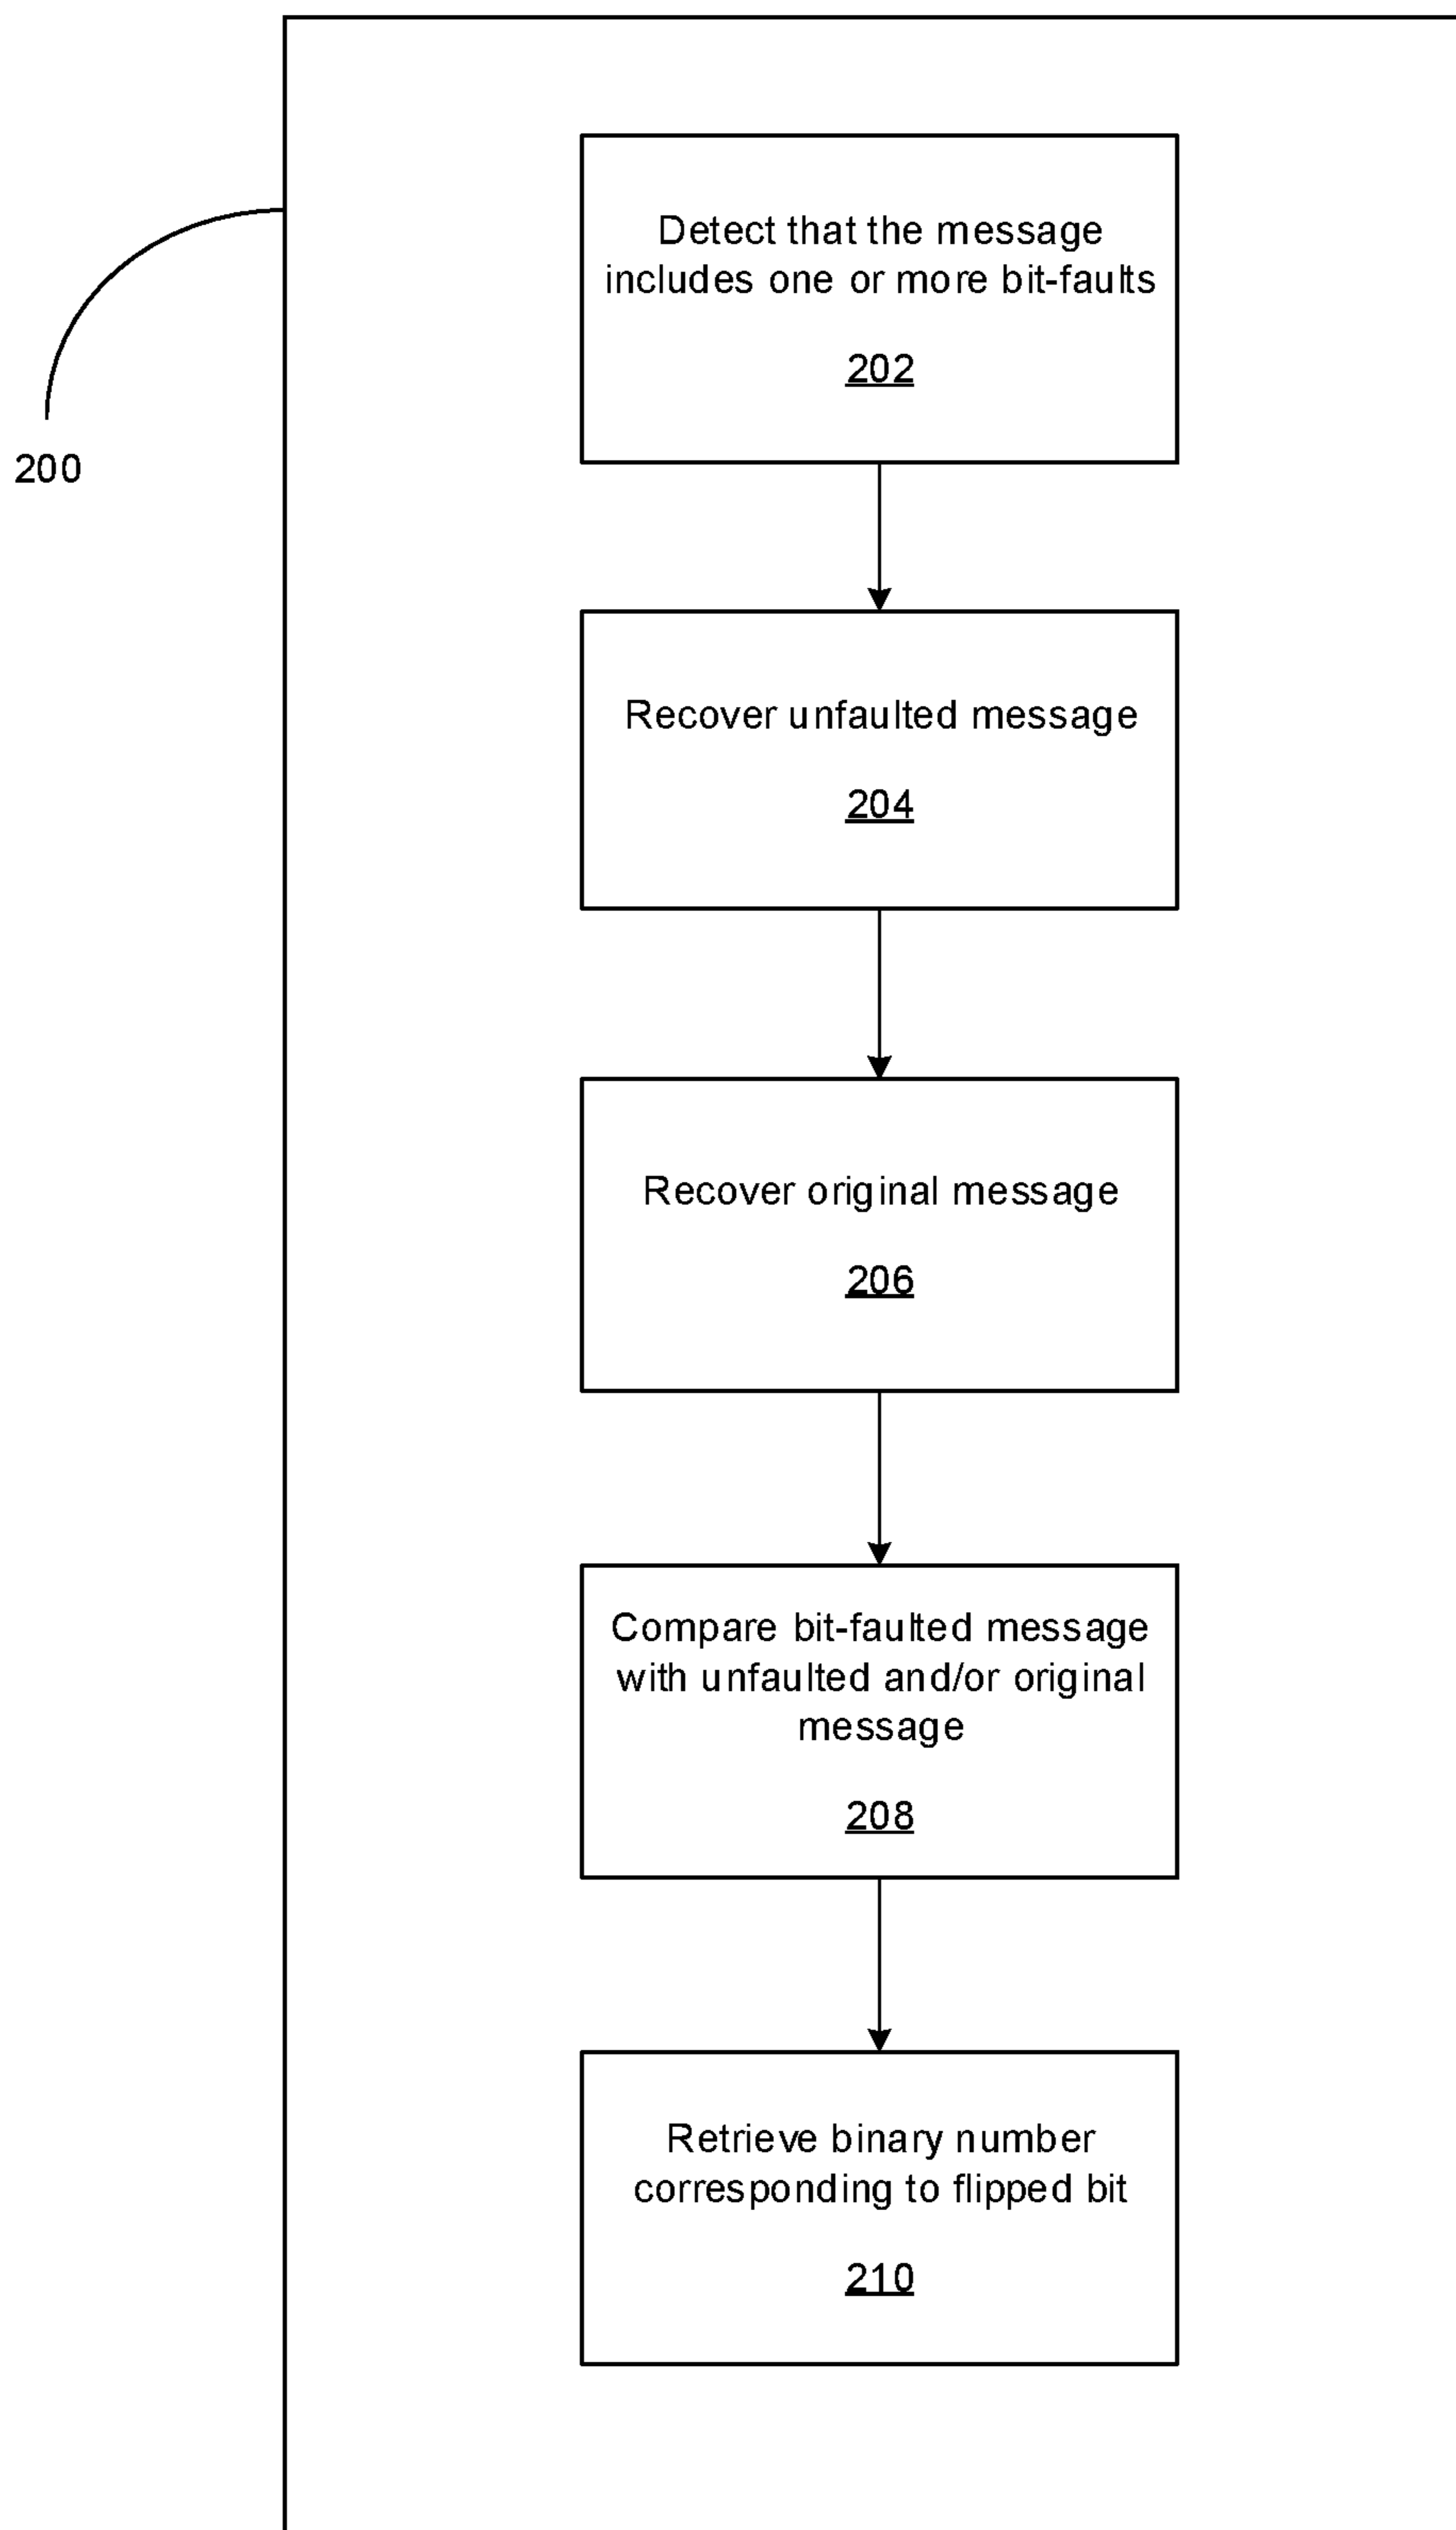 Detect that the message
includes one or more bit-faults
202
200
Recover unfaulted message
204
Recover original message
206
Compare bit-faulted message
with unfaulted and/or original
message
208
Retrieve binary number
corresponding to flipped bit
210